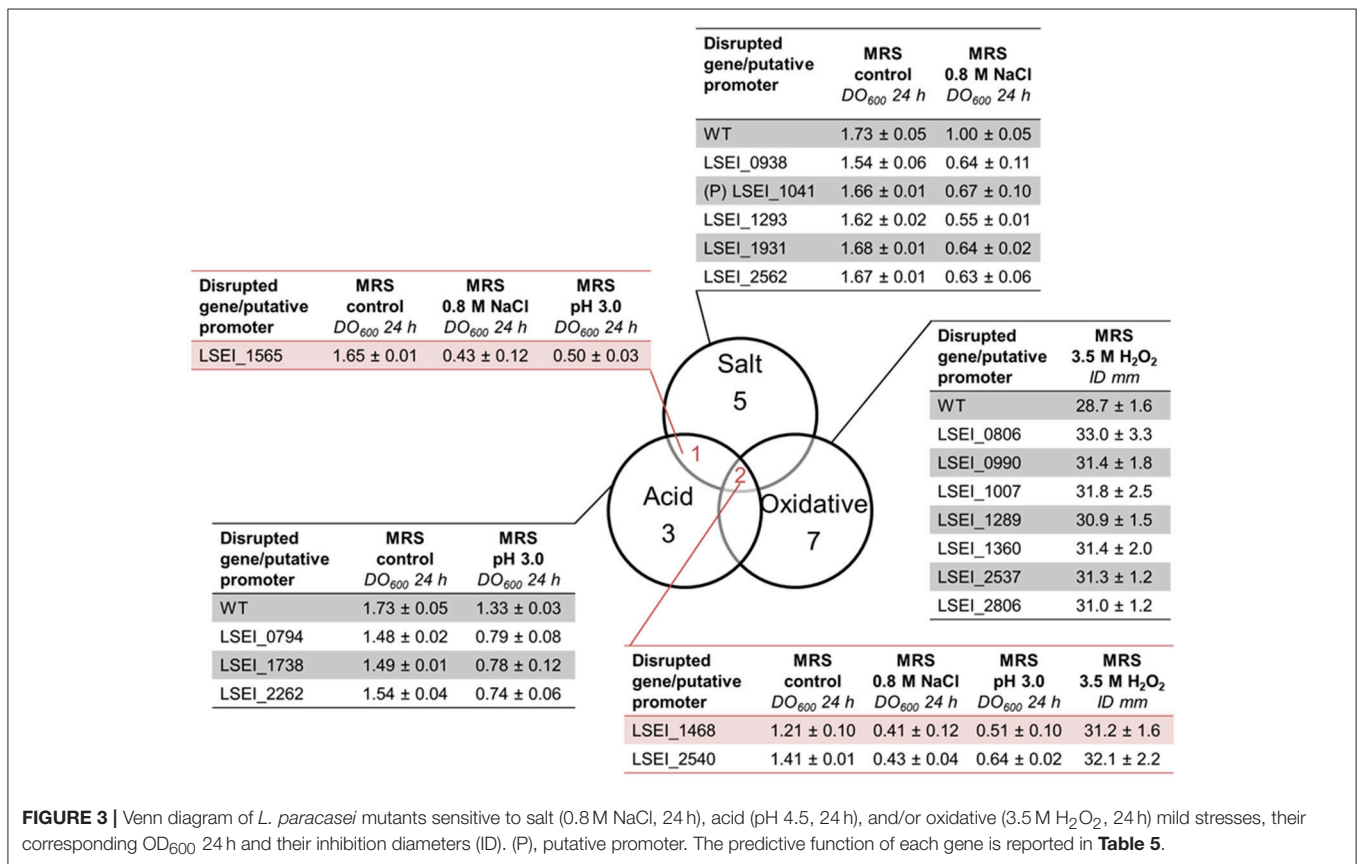 Disrupted gene/putative promoter MRS control DO600 24 h MRS 0.8 M NaCl DO600 24 h
WT 1.73 ± 0.05 1.00 ± 0.05
LSEI_0938 1.54 ± 0.06 0.64 ± 0.11
(P) LSEI_1041 1.66 ± 0.01 0.67 ± 0.10
LSEI_1293 1.62 ± 0.02 0.55 ± 0.01
LSEI_1931 1.68 ± 0.01 0.64 ± 0.02
LSEI_2562 1.67 ± 0.01 0.63 ± 0.06
Disrupted gene/putative promoter MRS control DO600 24 h MRS 0.8 M NaCl DO600 24 h MRS pH 3.0 DO600 24 h
LSEI_1565 1.65 ± 0.01 0.43 ± 0.12 0.50 ± 0.03
Salt
5
1
2
Acid
3
Oxidative
7
Disrupted gene/putative promoter MRS 3.5 M H2O2 ID mm
WT 28.7 ± 1.6
LSEI_0806 33.0 ± 3.3
LSEI_0990 31.4 ± 1.8
LSEI_1007 31.8 ± 2.5
LSEI_1289 30.9 ± 1.5
LSEI_1360 31.4 ± 2.0
LSEI_2537 31.3 ± 1.2
LSEI_2806 31.0 ± 1.2
Disrupted gene/putative promoter MRS control DO600 24 h MRS pH 3.0 DO600 24 h
WT 1.73 ± 0.05 1.33 ± 0.03
LSEI_0794 1.48 ± 0.02 0.79 ± 0.08
LSEI_1738 1.49 ± 0.01 0.78 ± 0.12
LSEI_2262 1.54 ± 0.04 0.74 ± 0.06
Disrupted gene/putative promoter MRS control DO600 24 h MRS 0.8 M NaCl DO600 24 h MRS pH 3.0 DO600 24 h MRS 3.5 M H2O2 ID mm
LSEI_1468 1.21 ± 0.10 0.41 ± 0.12 0.51 ± 0.10 31.2 ± 1.6
LSEI_2540 1.41 ± 0.01 0.43 ± 0.04 0.64 ± 0.02 32.1 ± 2.2
FIGURE 3 | Venn diagram of L. paracasei mutants sensitive to salt (0.8 M NaCl, 24 h), acid (pH 4.5, 24 h), and/or oxidative (3.5 M H2O2, 24 h) mild stresses, their
corresponding OD600 24 h and their inhibition diameters (ID). (P), putative promoter. The predictive function of each gene is reported in Table 5.